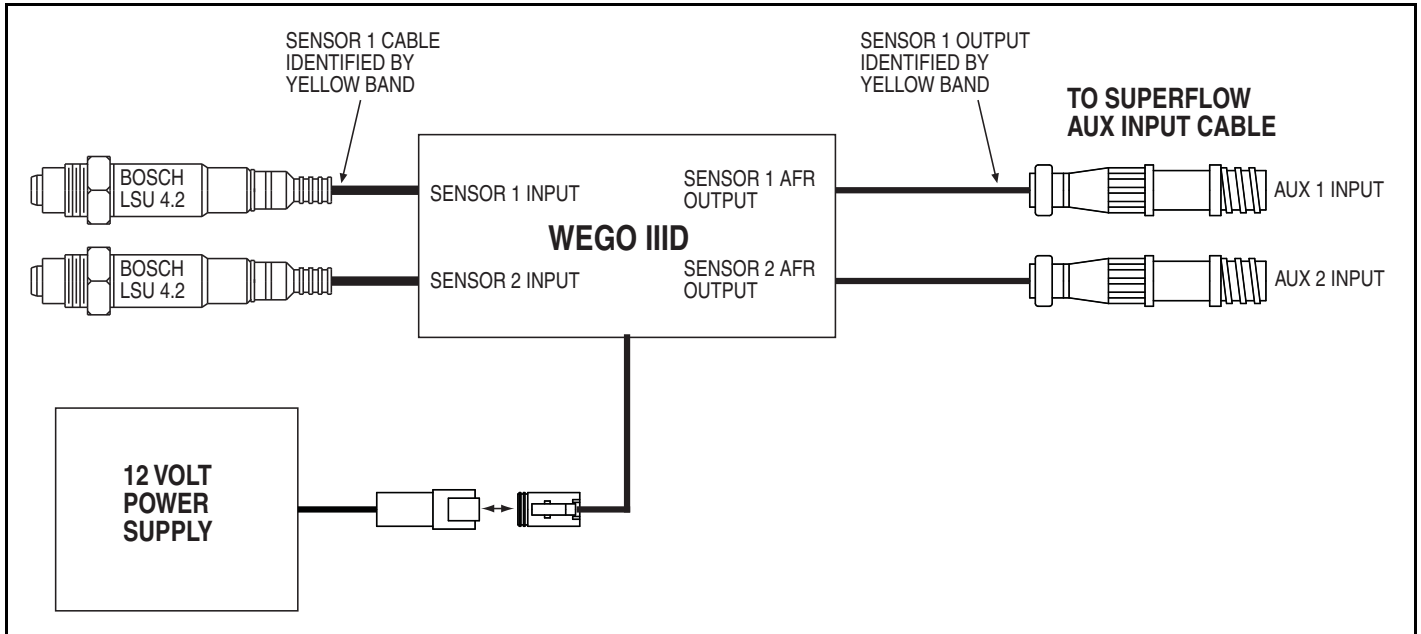 SENSOR 1 CABLE
IDENTIFIED BY
YELLOW BAND
SENSOR 1 OUTPUT
IDENTIFIED BY
YELLOW BAND
TO SUPERFLOW
AUX INPUT CABLE
BOSCH
LSU 4.2
SENSOR 1 INPUT
SENSOR 1 AFR
OUTPUT
AUX 1 INPUT
WEGO IIID
BOSCH
LSU 4.2
SENSOR 2 INPUT
SENSOR 2 AFR
OUTPUT
AUX 2 INPUT
12 VOLT
POWER
SUPPLY